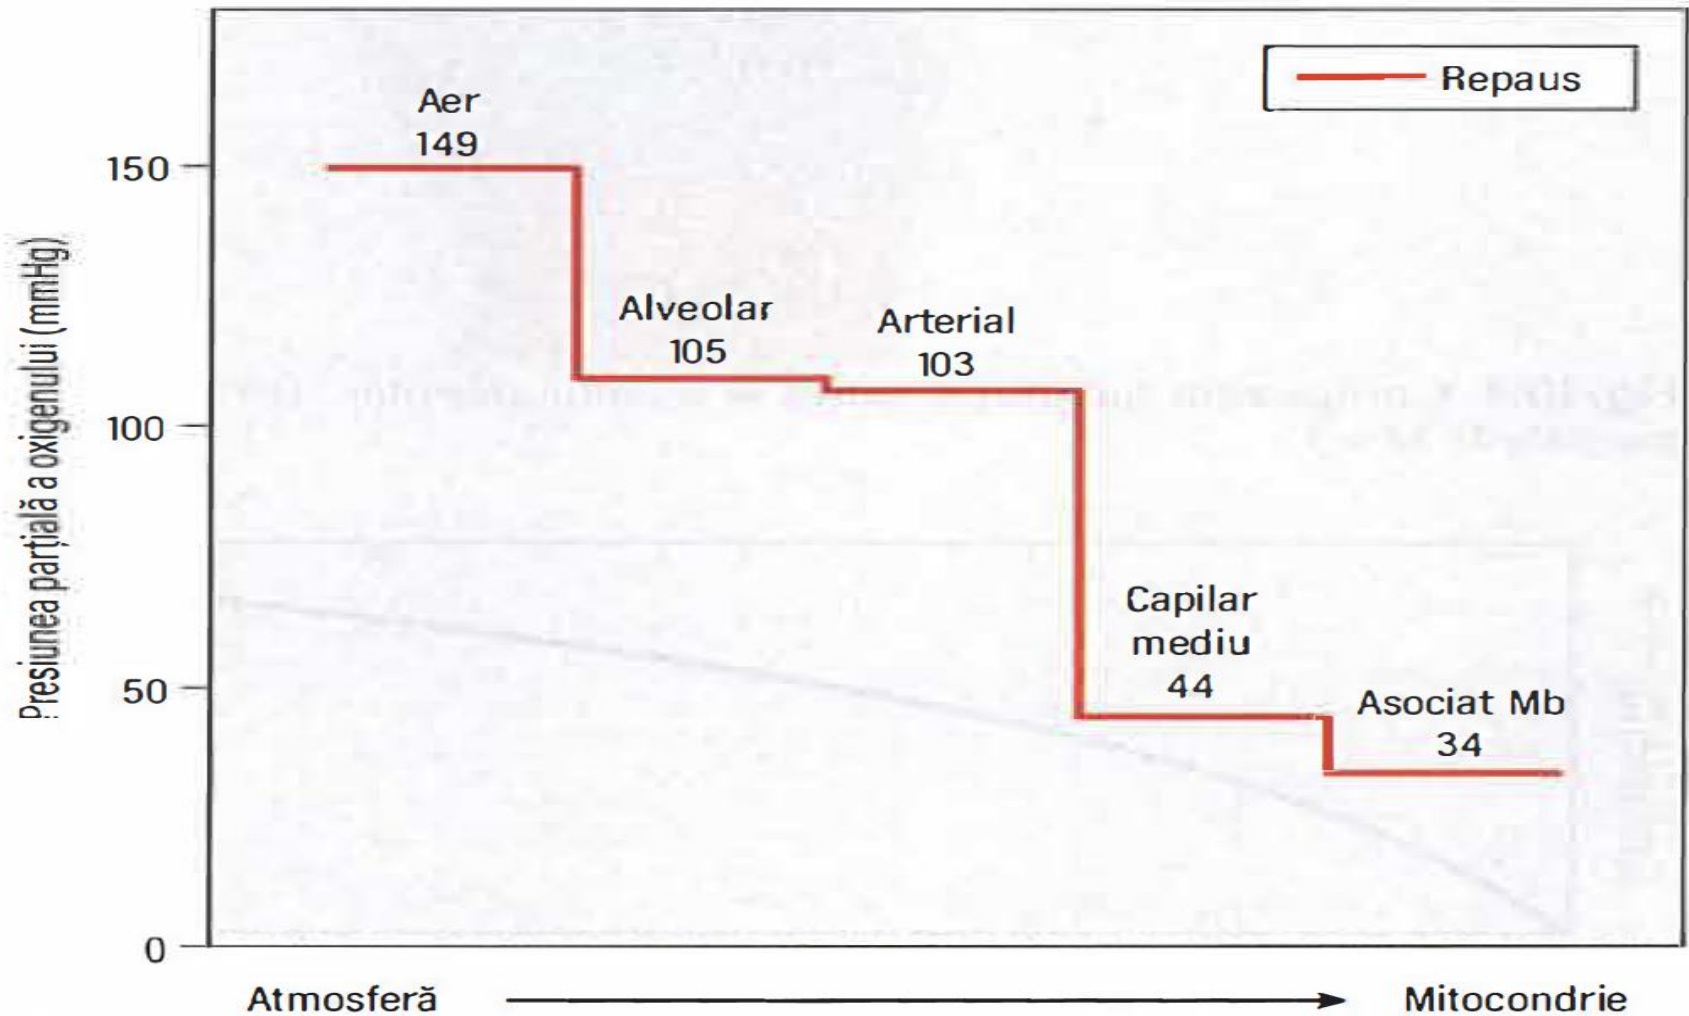 Repaus
Aer
149
150
Alveolar
105
Arterial
103
100
Capilar
mediu
44
50
Asociat Mb
34
0
Presiunea parțială a oxigenului (mmHg)
Atmosferă
Mitocondrie